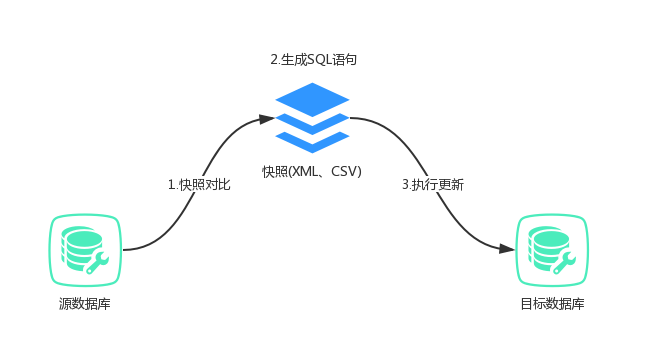 2.生成SQL语句
快照(XML、CSV)
1.快照对比
3.执行更新
源数据库
目标数据库